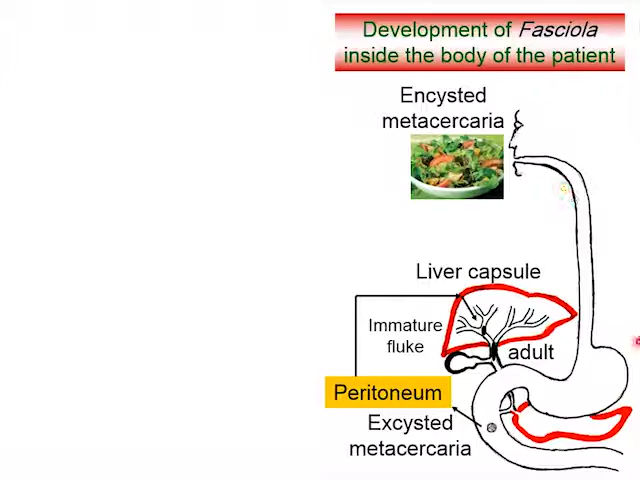 Development of Fasciola
inside the body of the patient
Encysted
metacercaria
Liver capsule
Immature
fluke
adult
Peritoneum
Excysted
metacercaria